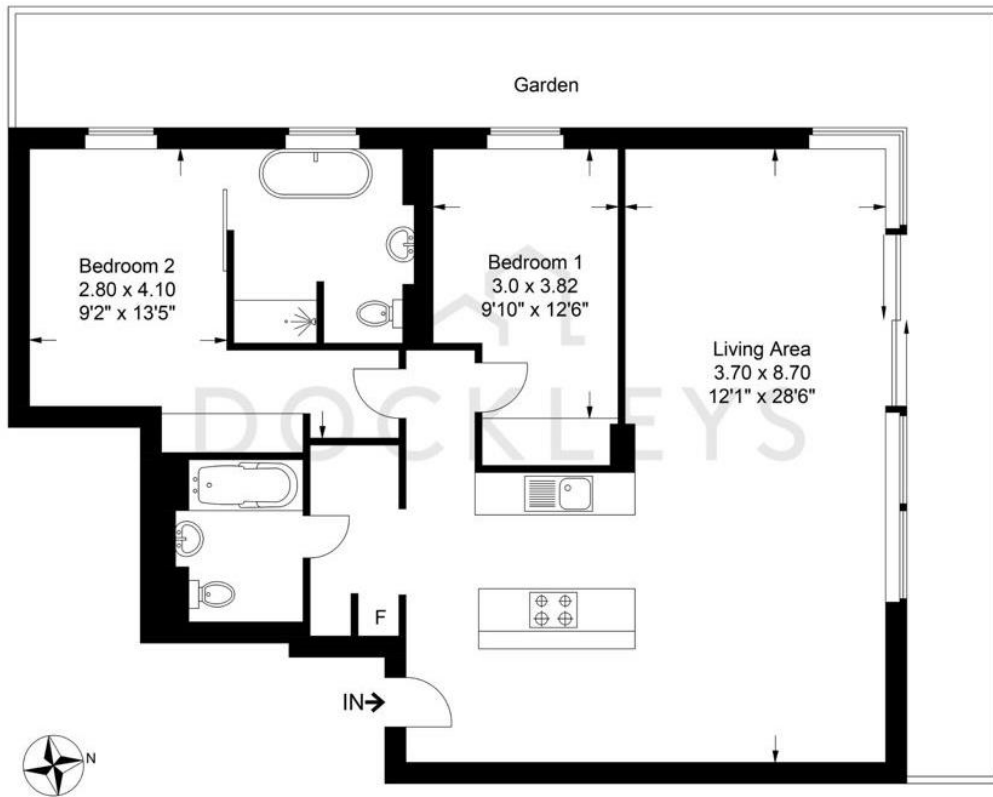 Garden
Bedroom 2
2.80 x 4.10
9'2" x 13'5"
Bedroom 1
3.0 x 3.82
9'10" x 12'6"
Living Area
3.70 x 8.70
12'1" x 28'6"
DOCKLEYS
F
IN
N